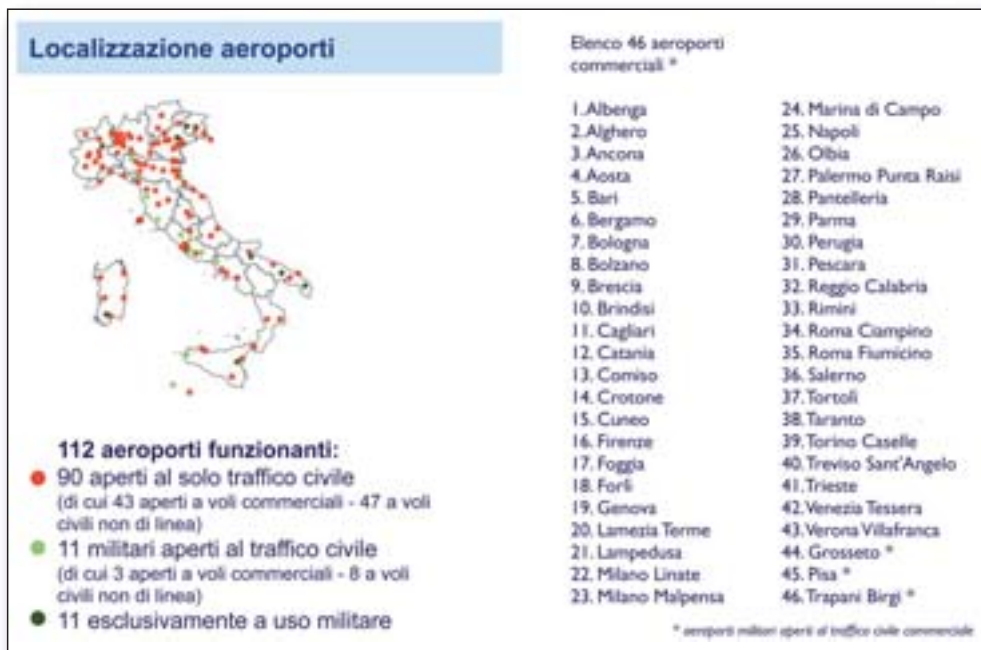 Localizzazione aeroporti
112 aeroporti funzionanti:
90 aperti al solo traffico civile
(di cui 43 aperti a voli commerciali - 47 a voli
civili non di linea)
11 militari aperti al traffico civile
(di cui 3 aperti a voli commerciali - 8 a voli
civili non di linea)
11 esclusivamente a uso militare
Elenco 46 aeroporti
commerciali *
1. Albenga
2. Alghero
3. Ancona
4. Aosta
5. Bari
6. Bergamo
7. Bologna
8. Bolzano
9. Brescia
10. Brindisi
11. Cagliari
12. Catania
13. Comiso
14. Crotone
15. Cuneo
16. Firenze
17. Foggia
18. Forlì
19. Genova
20. Lamezia Terme
21. Lampedusa
22. Milano Linate
23. Milano Malpensa
24. Marina di Campo
25. Napoli
26. Olbia
27. Palermo Punta Raisi
28. Pantelleria
29. Parma
30. Perugia
31. Pescara
32. Reggio Calabria
33. Rimini
34. Roma Ciampino
35. Roma Fiumicino
36. Salerno
37. Tortolì
38. Taranto
39. Torino Caselle
40. Treviso Sant'Angelo
41. Trieste
42. Venezia Tessera
43. Verona Villafranca
44. Grosseto *
45. Pisa *
46. Trapani Birgi *
* aeroporti militari aperti al traffico civile commerciale